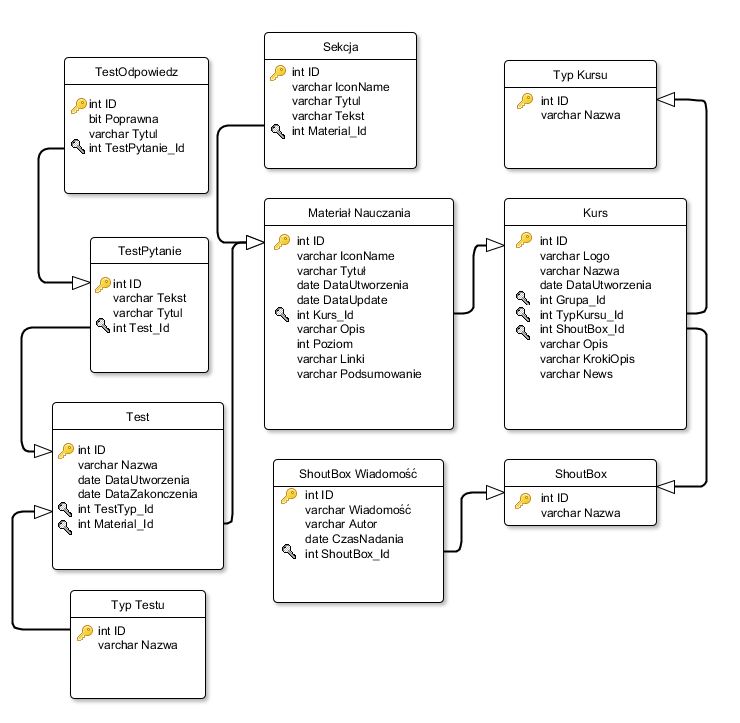 TestOdpowiedz
int ID
bit Poprawna
varchar Tytul
int TestPytanie_Id
Sekcja
int ID
varchar IconName
varchar Tytul
varchar Tekst
int Material_Id
Typ Kursu
int ID
varchar Nazwa
TestPytanie
int ID
varchar Tekst
varchar Tytul
int Test_Id
Materiał Nauczania
int ID
varchar IconName
varchar Tytuł
date DataUtworzenia
date DataUpdate
int Kurs_Id
varchar Opis
int Poziom
varchar Linki
varchar Podsumowanie
Kurs
int ID
varchar Logo
varchar Nazwa
date DataUtworzenia
int Grupa_Id
int TypKursu_Id
int ShoutBox_Id
varchar Opis
varchar KrokiOpis
varchar News
Test
int ID
varchar Nazwa
date DataUtworzenia
date DataZakonczenia
int TestTyp_Id
int Material_Id
ShoutBox Wiadomość
int ID
varchar Wiadomość
varchar Autor
date CzasNadania
int ShoutBox_Id
ShoutBox
int ID
varchar Nazwa
Typ Testu
int ID
varchar Nazwa